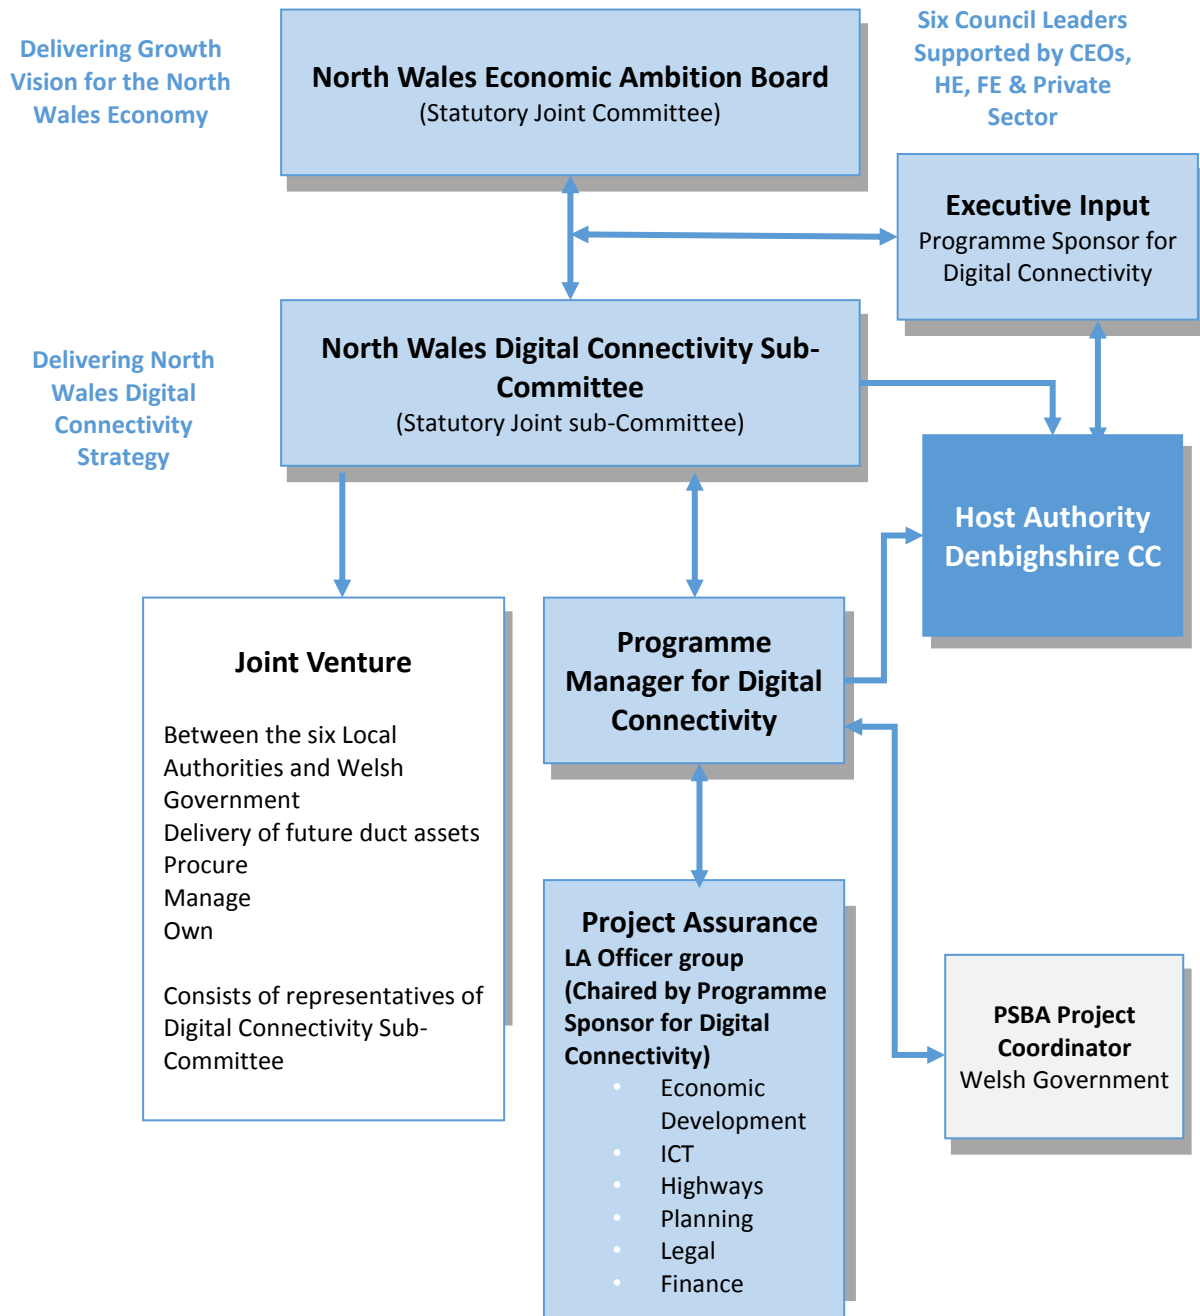 Delivering Growth
Vision for the North
Wales Economy
North Wales Economic Ambition Board
(Statutory Joint Committee)
Six Council Leaders
Supported by CEOs,
HE, FE & Private
Sector
Executive Input
Programme Sponsor for
Digital Connectivity
Delivering North
Wales Digital
Connectivity
Strategy
North Wales Digital Connectivity Sub-
Committee
(Statutory Joint sub-Committee)
Host Authority
Denbighshire CC
Joint Venture
Between the six Local
Authorities and Welsh
Government
Delivery of future duct assets
Procure
Manage
Own
Consists of representatives of
Digital Connectivity Sub-
Committee
Programme
Manager for Digital
Connectivity
Project Assurance
LA Officer group
(Chaired by Programme
Sponsor for Digital
Connectivity)
• Economic
Development
• ICT
• Highways
• Planning
• Legal
• Finance
PSBA Project
Coordinator
Welsh Government